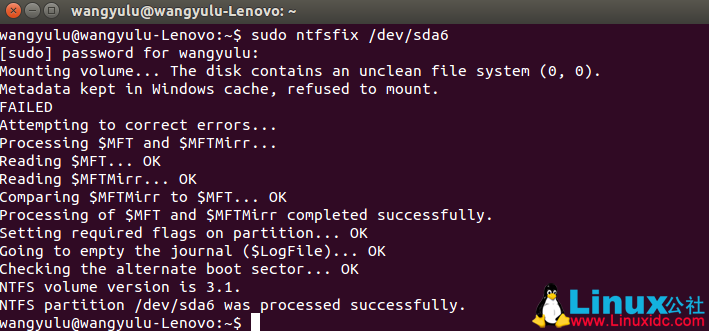 wangyulu@wangyulu-Lenovo: ~
wangyulu@wangyulu-Lenovo:~$ sudo ntfsfix /dev/sda6
[sudo] password for wangyulu:
Mounting volume... The disk contains an unclean file system (0, 0).
Metadata kept in Windows cache, refused to mount.
FAILED
Attempting to correct errors...
Processing $MFT and $MFTMirr...
Reading $MFT... OK
Reading $MFTMirr... OK
Comparing $MFTMirr to $MFT... OK
Processing of $MFT and $MFTMirr completed successfully.
Setting required flags on partition... OK
Going to empty the journal ($LogFile)... OK
Checking the alternate boot sector... OK
NTFS volume version is 3.1.
NTFS partition /dev/sda6 was processed successfully.
wangyulu@wangyulu-Lenovo:~$
Linux公社
www.Linuxidc.com